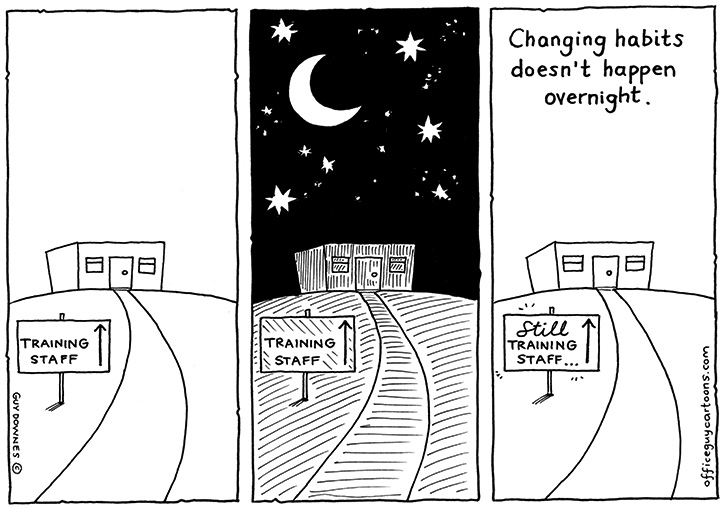 TRAINING
STAFF
GUY DOWNES ©
TRAINING
STAFF
Changing habits
doesn't happen
overnight.
Still
TRAINING
STAFF...
officeguycartoons.com